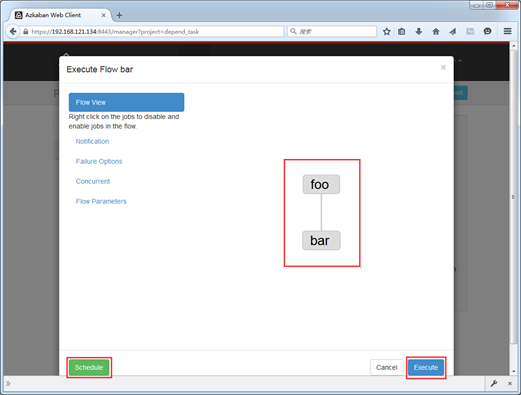 Azkaban Web Client
https://192.168.121.134:8443/manager?project=depend_task
搜索
Execute Flow bar
Flow View
Right click on the jobs to disable and
enable jobs in the flow.
Notification
Failure Options
Concurrent
Flow Parameters
foo
bar
Schedule
Cancel
Execute